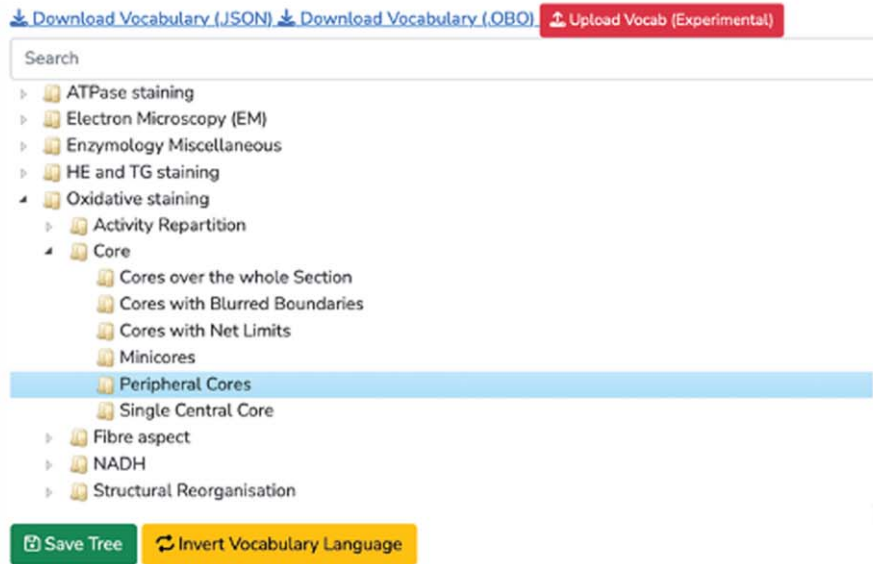 Download Vocabulary (.JSON) Download Vocabulary (.OBO) Upload Vocab (Experimental)
Search
ATPase staining
Electron Microscopy (EM)
Enzymology Miscellaneous
HE and TG staining
Oxidative staining
Activity Repartition
Core
Cores over the whole Section
Cores with Blurred Boundaries
Cores with Net Limits
Minicores
Peripheral Cores
Single Central Core
Fibre aspect
NADH
Structural Reorganisation
Save Tree Invert Vocabulary Language